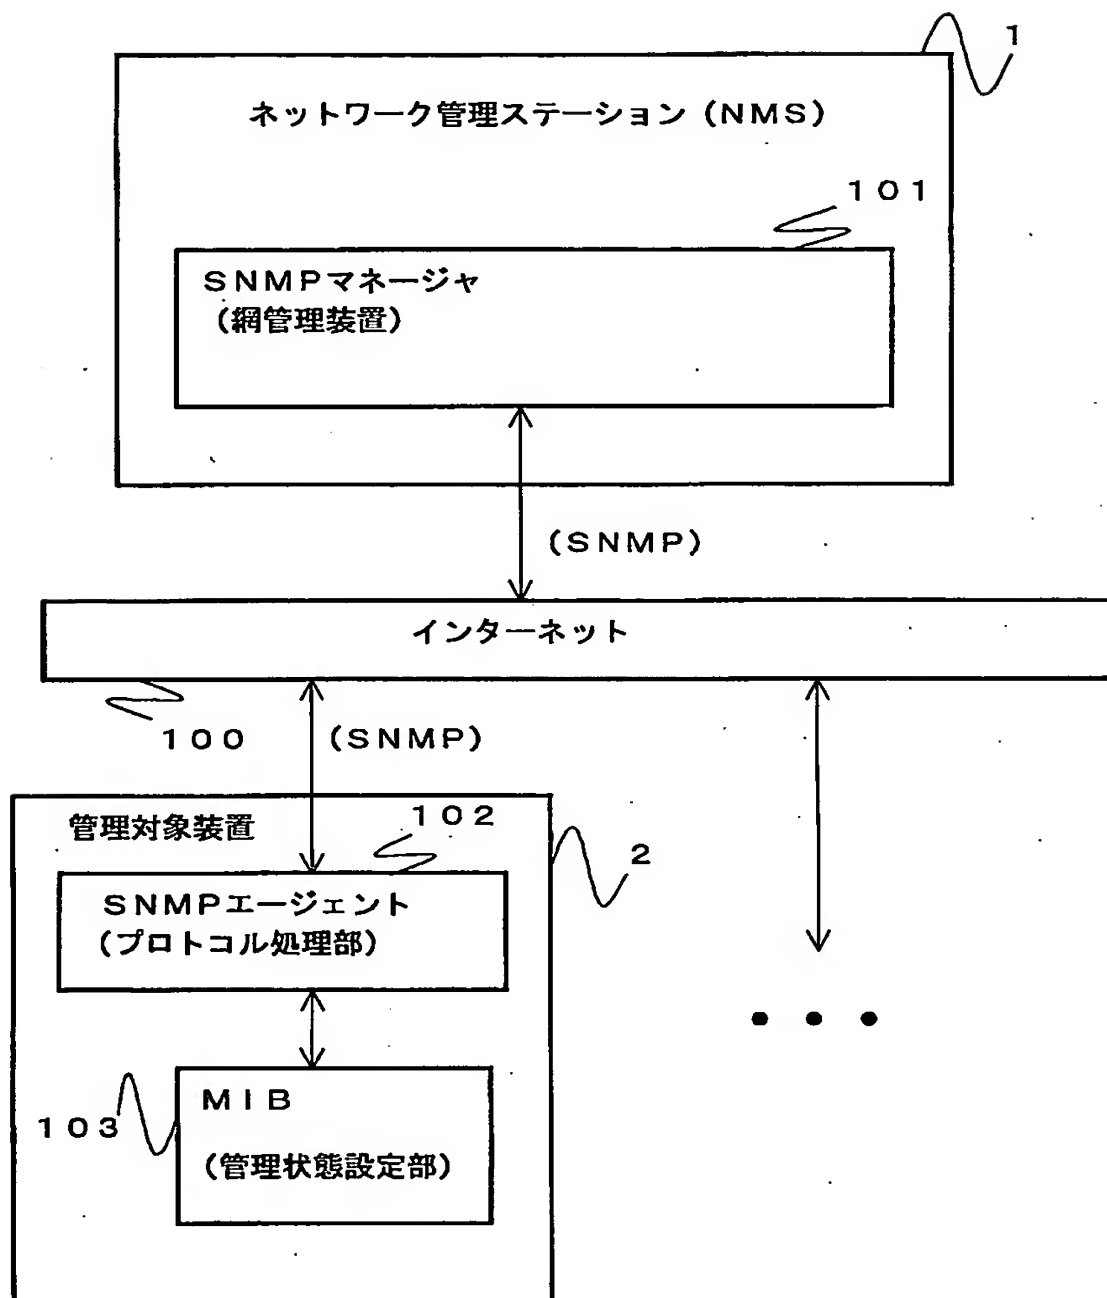 1
ネットワーク管理ステーション(NMS)
101
SNMPマネージャ
(網管理装置)
(SNMP)
インターネット
100
(SNMP)
管理対象装置
102
2
SNMPエージェント
(プロトコル処理部)
MIB
103
(管理状態設定部)